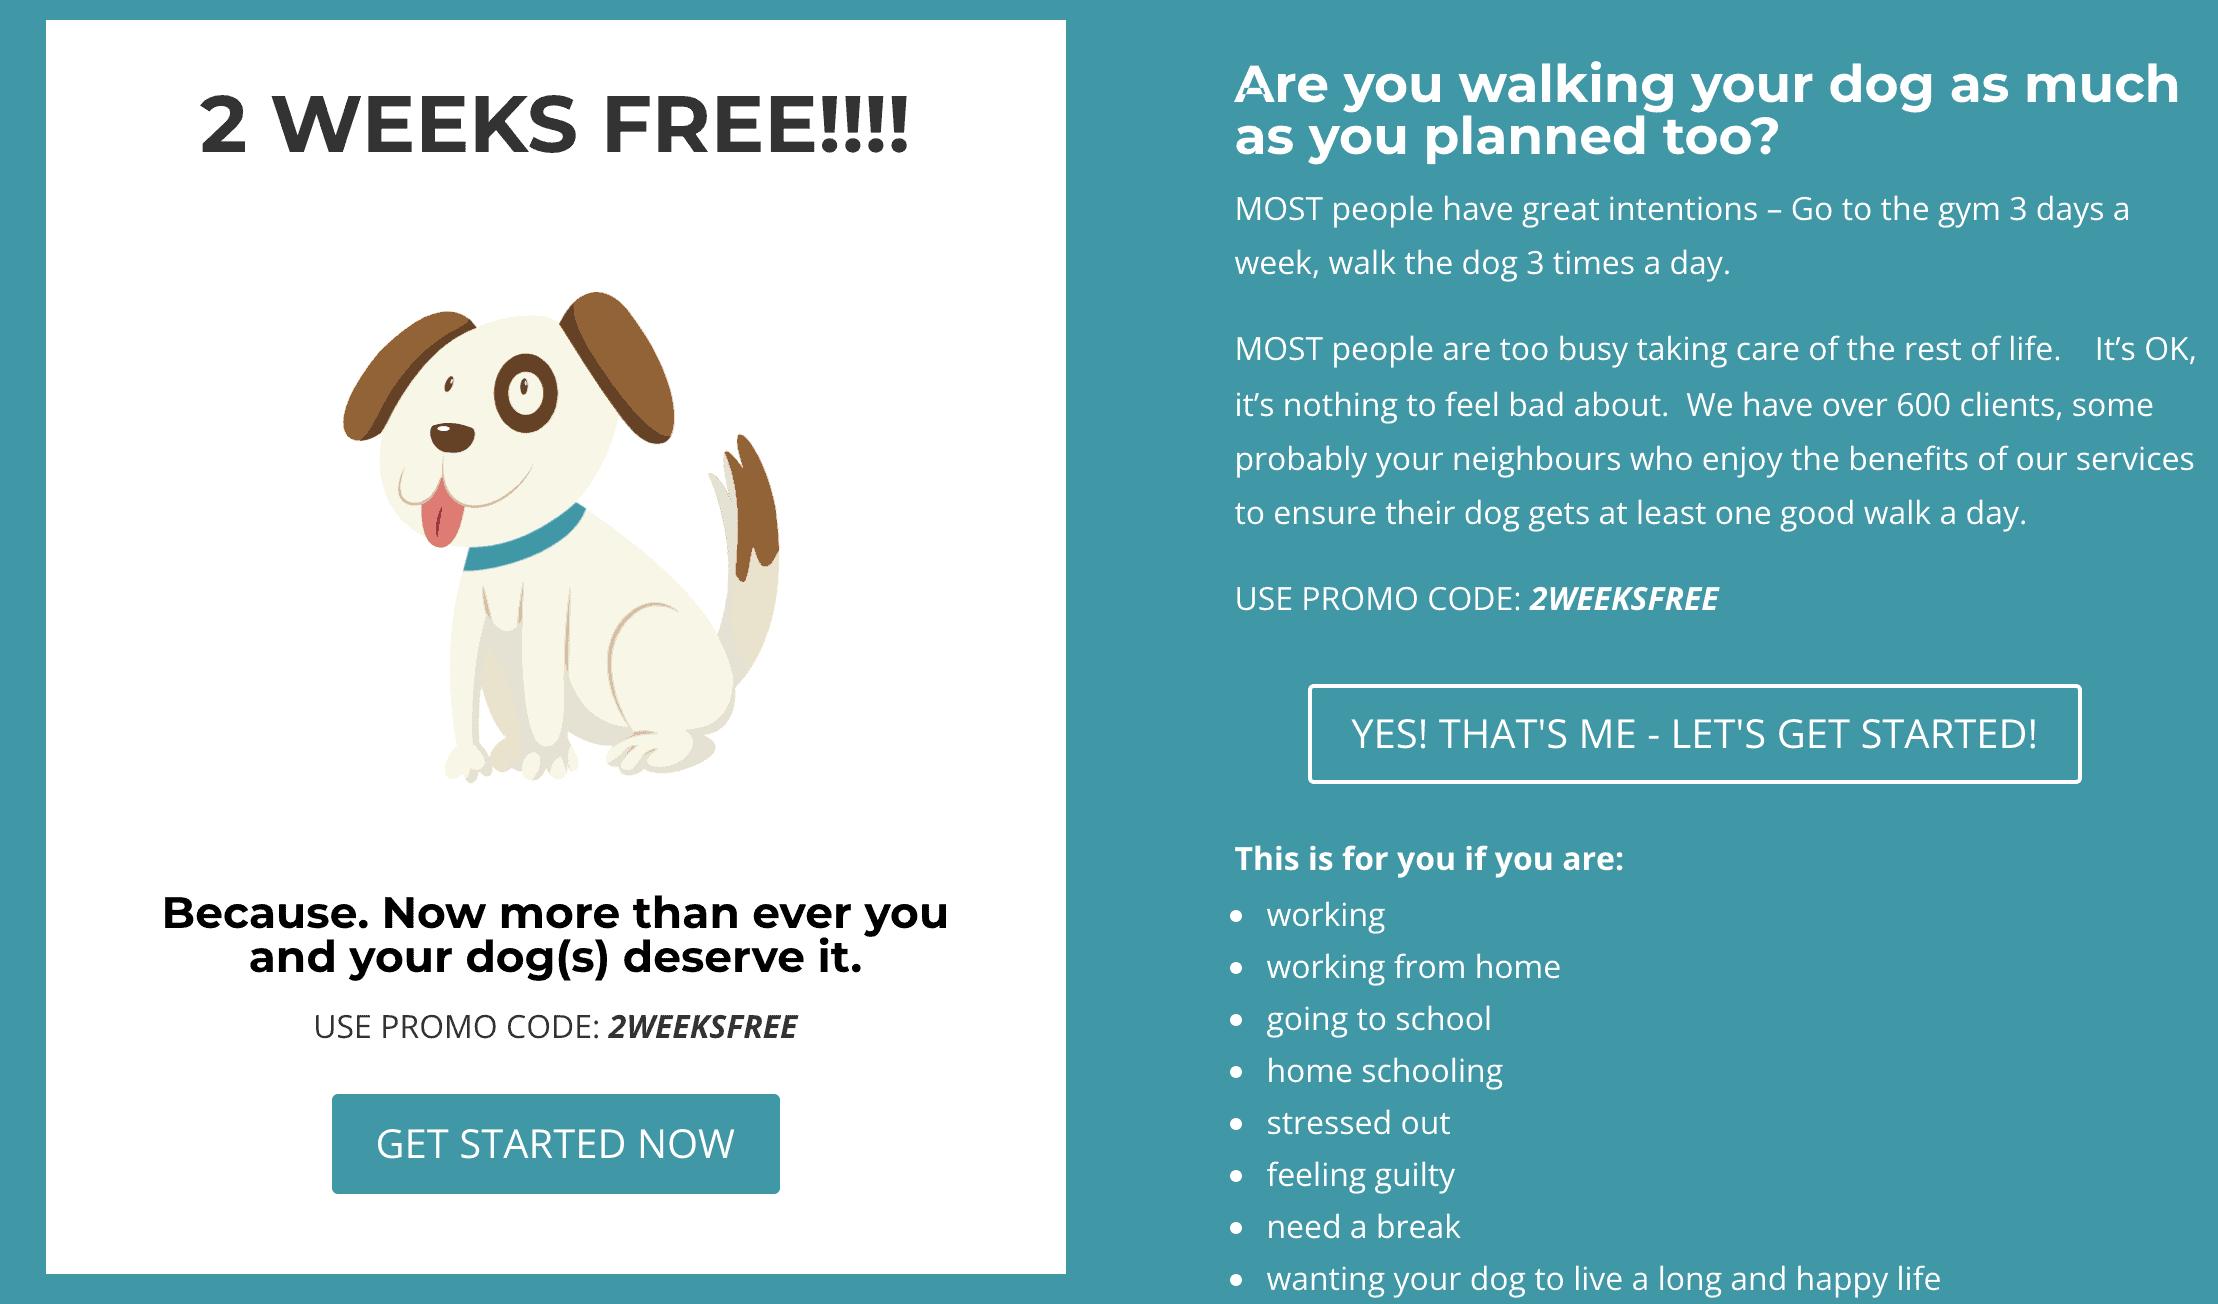 2 WEEKS FREE!!!!
Because. Now more than ever you
and your dog(s) deserve it.
USE PROMO CODE: 2WEEKSFREE
GET STARTED NOW
Are you walking your dog as much
as you planned too?
MOST people have great intentions – Go to the gym 3 days a
week, walk the dog 3 times a day.
MOST people are too busy taking care of the rest of life.    It’s OK,
it’s nothing to feel bad about.  We have over 600 clients, some
probably your neighbours who enjoy the benefits of our services
to ensure their dog gets at least one good walk a day.
USE PROMO CODE: 2WEEKSFREE
YES! THAT'S ME - LET'S GET STARTED!
This is for you if you are:
• working
• working from home
• going to school
• home schooling
• stressed out
• feeling guilty
• need a break
• wanting your dog to live a long and happy life